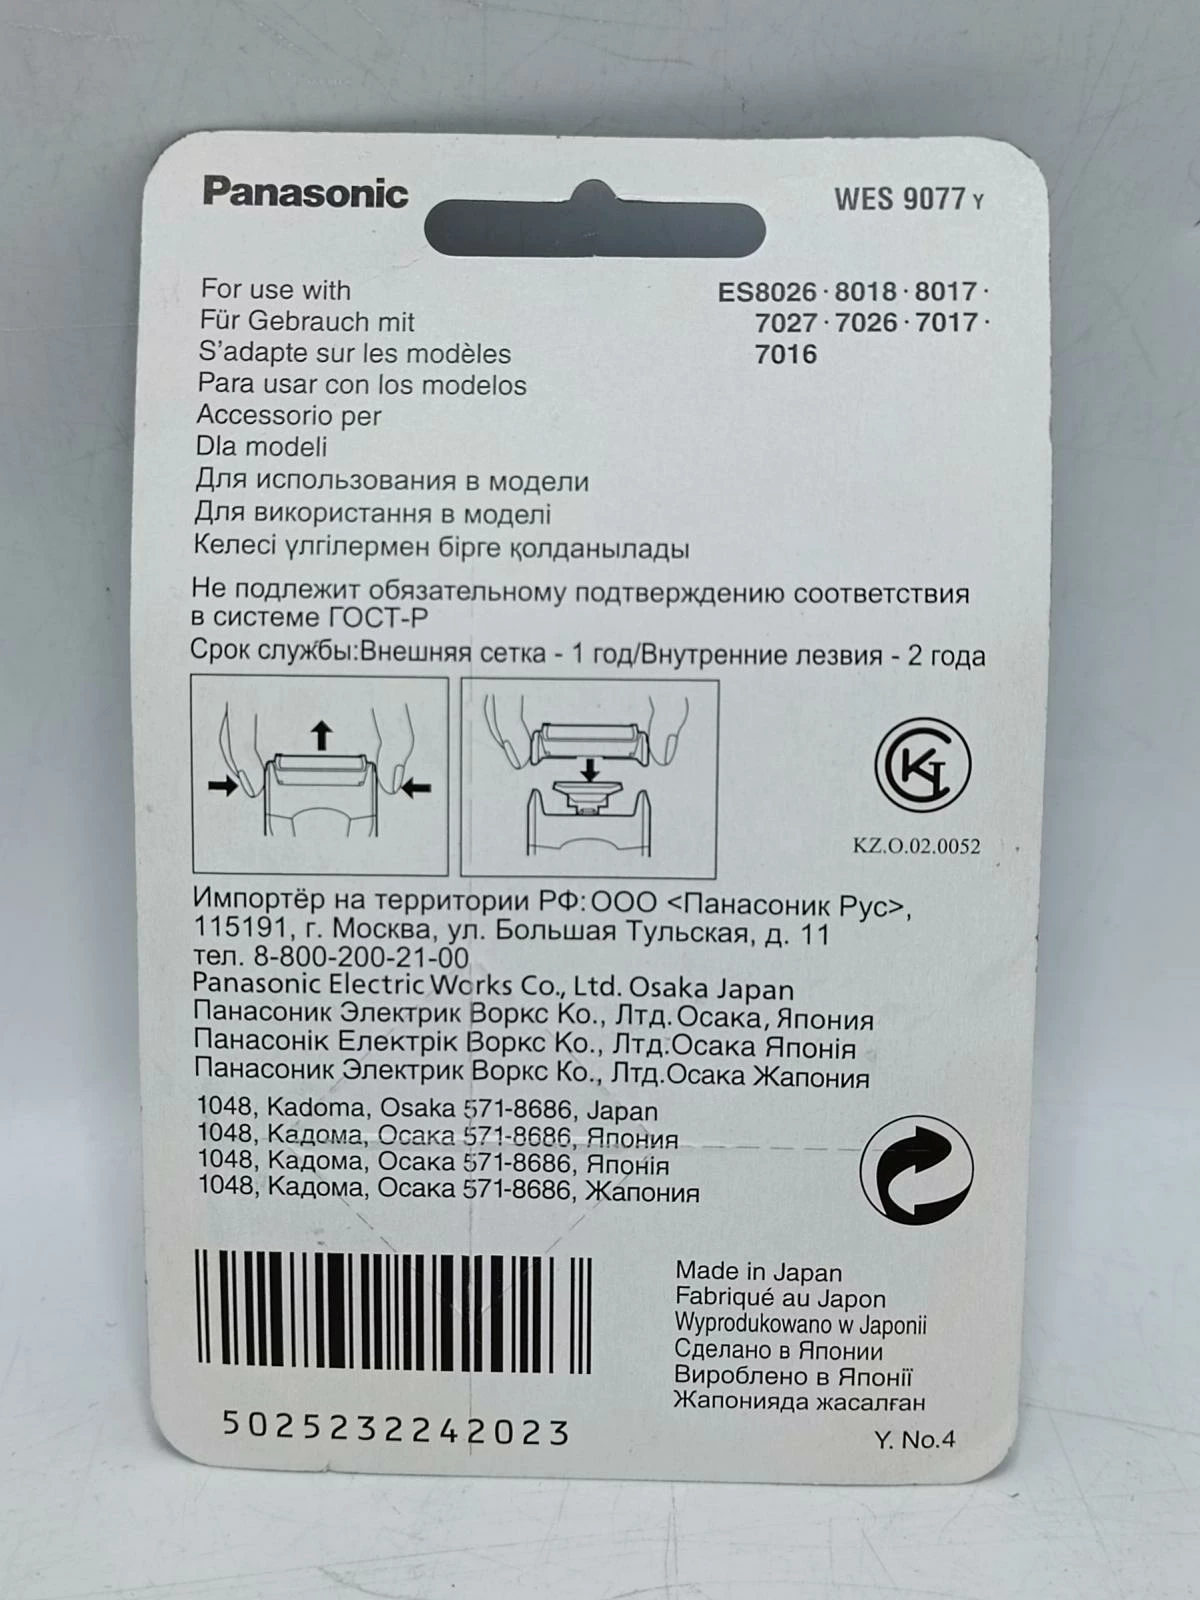 Panasonic
WES 9077 Y
For use with
Für Gebrauch mit
S'adapte sur les modèles
Para usar con los modelos
Accessorio per
Dla modeli
Для использования в модели
Для використання в моделі
Келесі үлгілермен бірге қолданылады
ES8026 · 8018 · 8017 ·
7027 · 7026 · 7017 ·
7016
Не подлежит обязательному подтверждению соответствия
в системе ГОСТ-Р
Срок службы:Внешняя сетка - 1 год/Внутренние лезвия - 2 года
KZ.O.02.0052
Импортёр на территории РФ:ООО <Панасоник Рус>,
115191, г. Москва, ул. Большая Тульская, д. 11
тел. 8-800-200-21-00
Panasonic Electric Works Co., Ltd. Osaka Japan
Панасоник Электрик Воркс Ко., Лтд. Осака, Япония
Панасонік Електрік Воркс Ко., Лтд.Осака Японія
Панасоник Электрик Воркс Ко., Лтд.Осака Жапония
1048, Kadoma, Osaka 571-8686, Japan
1048, Кадома, Осака 571-8686, Япония
1048, Кадома, Осака 571-8686, Японія
1048, Кадома, Осака 571-8686, Жапония
5025232242023
Made in Japan
Fabriqué au Japon
Wyprodukowano w Japonii
Сделано в Японии
Вироблено в Японії
Жапонияда жасалған
Y. No.4